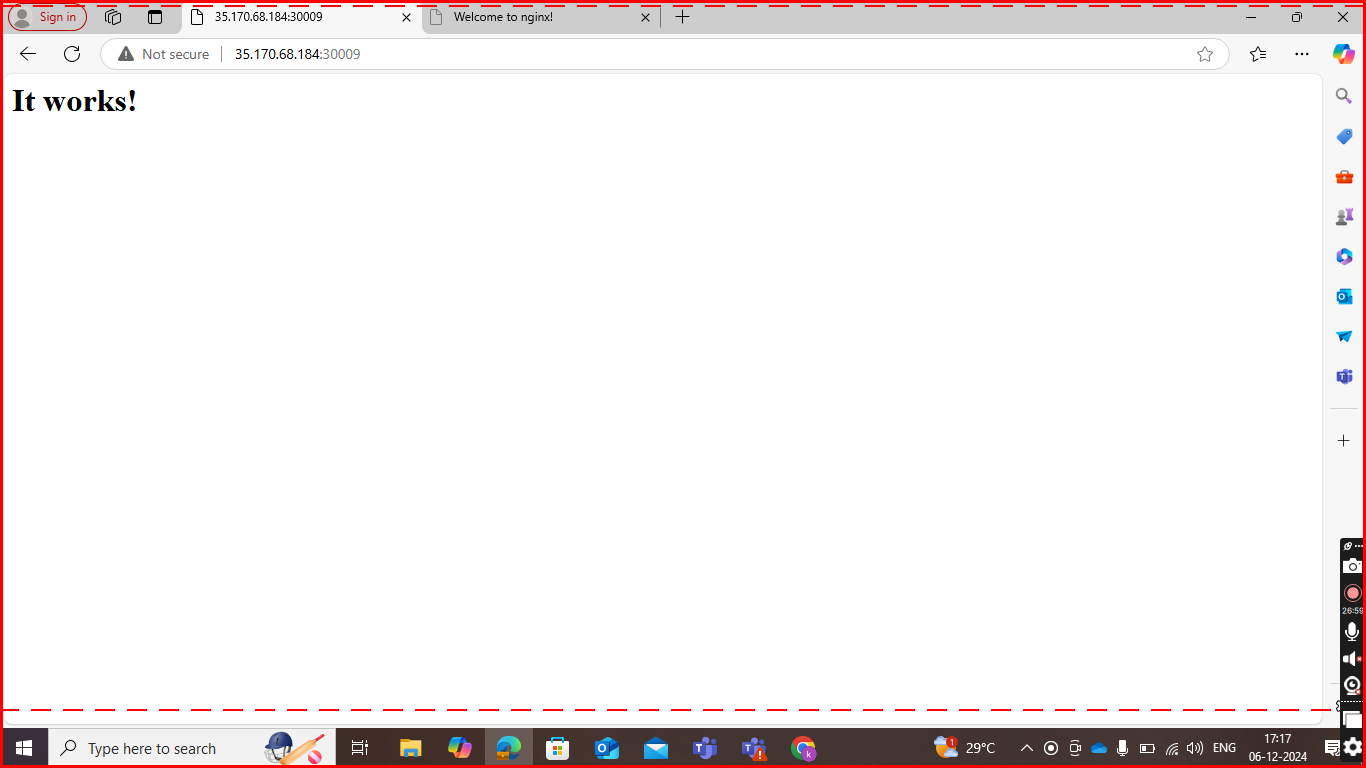 Sign in
35.170.68.184:30009
Welcome to nginx!
Not secure
35.170.68.184:30009
It works!
26:59
Type here to search
1
29°C
ENG
17:17
06-12-2024